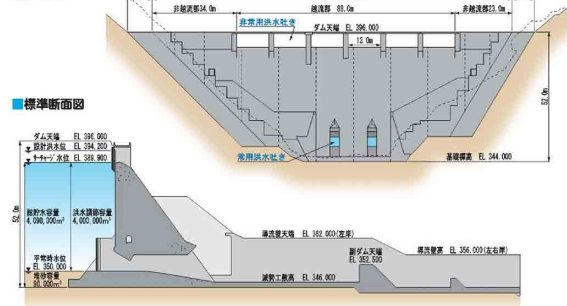 非越流部34.0m
越流部 88.0m
非越流部23.0m
非常用洪水吐き
ダム天端 EL 396.000
13.0m
52.0m
常用洪水吐き
基礎標高 EL 344.000
■標準断面図
ダム天端 EL 396.000
設計洪水位 EL 394.200
サーチャージ水位 EL 389.900
52.0m
総貯水容量 4,090,000m³
洪水調節容量 4,000,000m³
平常時水位
EL 350.000
堆砂容量
90,000m³
導流壁天端 EL 362.000(左岸)
副ダム天端
EL 352.500
導流壁高 EL 356.000(左右岸)
減勢工敷高 EL 346.000